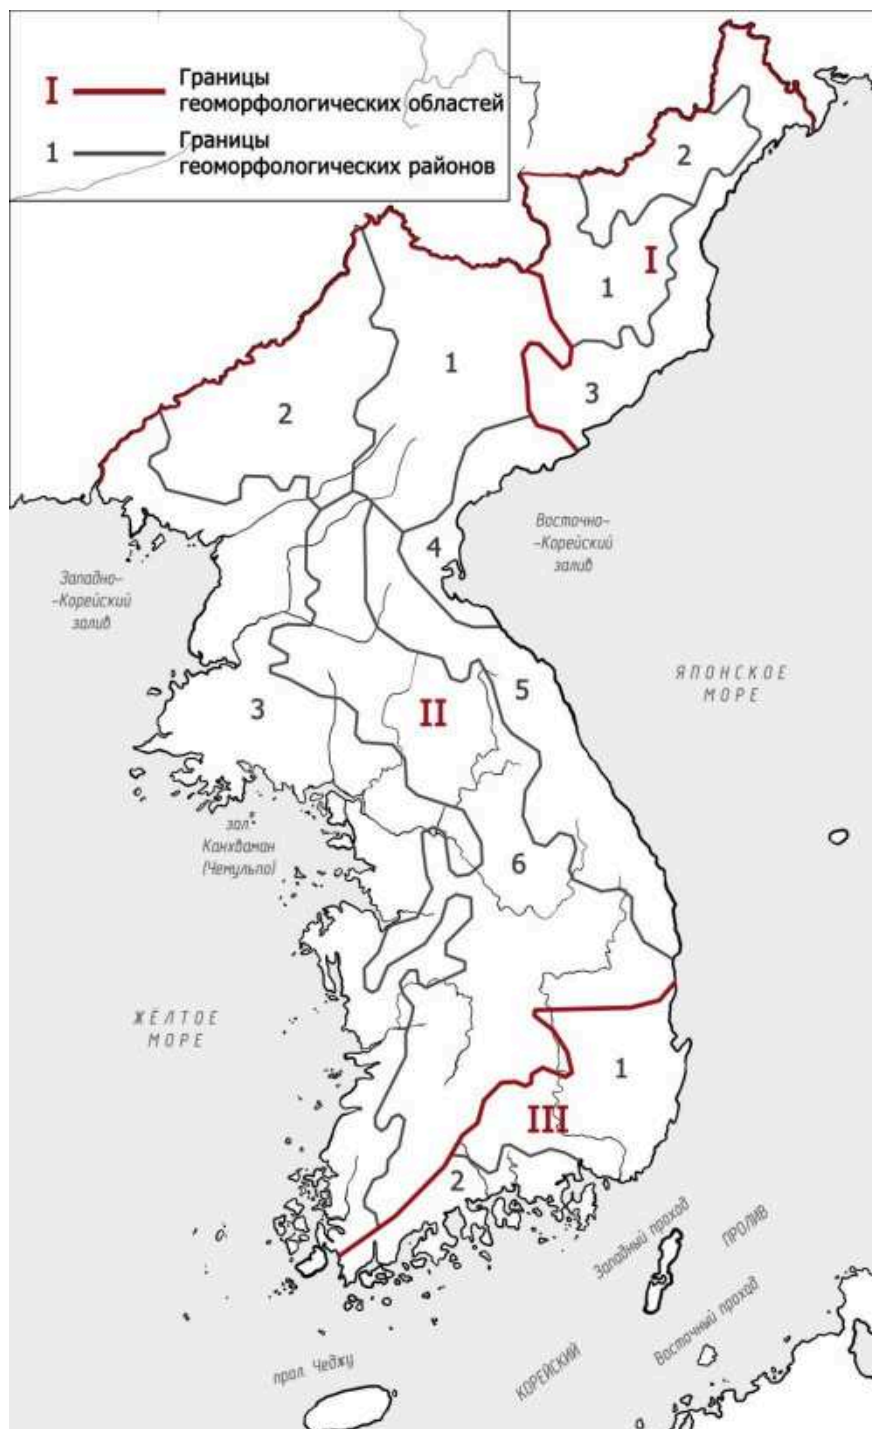 I
Границы
геоморфологических областей
1
Границы
геоморфологических районов
2
I
1
1
3
2
Восточно-
-Корейский
залив
4
Западно-
-Корейский
залив
ЯПОНСКОЕ
МОРЕ
5
3
II
зал.
Канхваман
(Чемульпо)
6
ЖЁЛТОЕ
МОРЕ
1
III
2
Западный проход
ПРОЛИВ
Восточный проход
КОРЕЙСКИЙ
прол. Чеджу